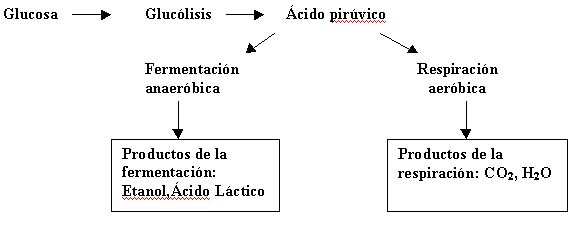 Glucosa Glucólisis Ácido pirúvico
Fermentación
anaeróbica
Respiración
aeróbica
Productos de la
fermentación:
Etanol,Ácido Láctico
Productos de la
respiración: CO₂, H₂O